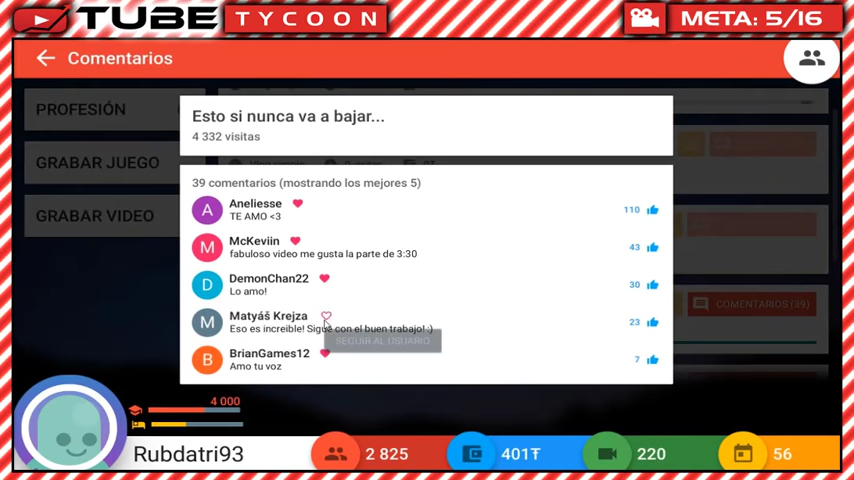 TUBE TYCOON
META: 5/16
Comentarios
PROFESIÓN
GRABAR JUEGO
GRABAR VIDEO
Esto si nunca va a bajar...
4 332 visitas
39 comentarios (mostrando los mejores 5)
A Aneliesse
TE AMO <3
110
M McKeviin
fabuloso video me gusta la parte de 3:30
43
D DemonChan22
Lo amo!
30
M Matyáš Krejza
Eso es increible! Sigue con el buen trabajo! :)
23
SEGUIR AL USUARIO
B BrianGames12
Amo tu voz
7
COMENTARIOS (39)
4 000
Rubdatri93
2 825
401₸
220
56